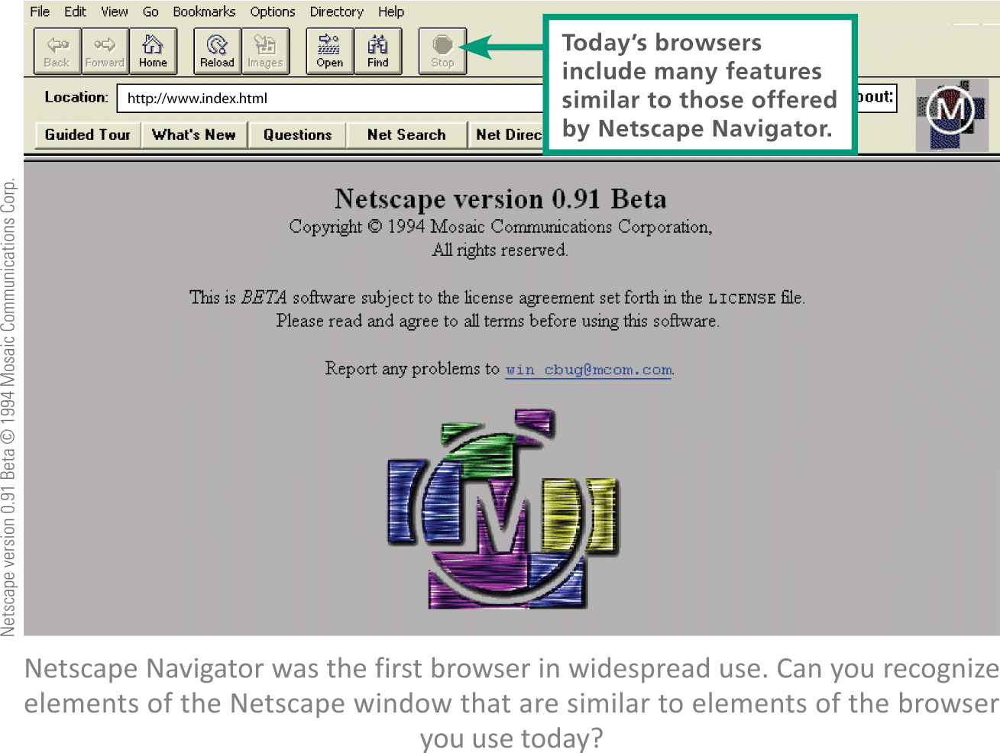 File Edit View Go Bookmarks Options Directory Help
Back Forward Home Reload Images Open Find Stop
Today's browsers
include many features
similar to those offered
by Netscape Navigator.
Location: http://www.index.html bout:
Guided Tour What's New Questions Net Search Net Direc
M
Netscape version 0.91 Beta
Copyright © 1994 Mosaic Communications Corporation,
All rights reserved.
This is BETA software subject to the license agreement set forth in the LICENSE file.
Please read and agree to all terms before using this software.
Report any problems to win_cbug@mcom.com.
M
Netscape version 0.91 Beta © 1994 Mosaic Communications Corp.
Netscape Navigator was the first browser in widespread use. Can you recognize
elements of the Netscape window that are similar to elements of the browser
you use today?